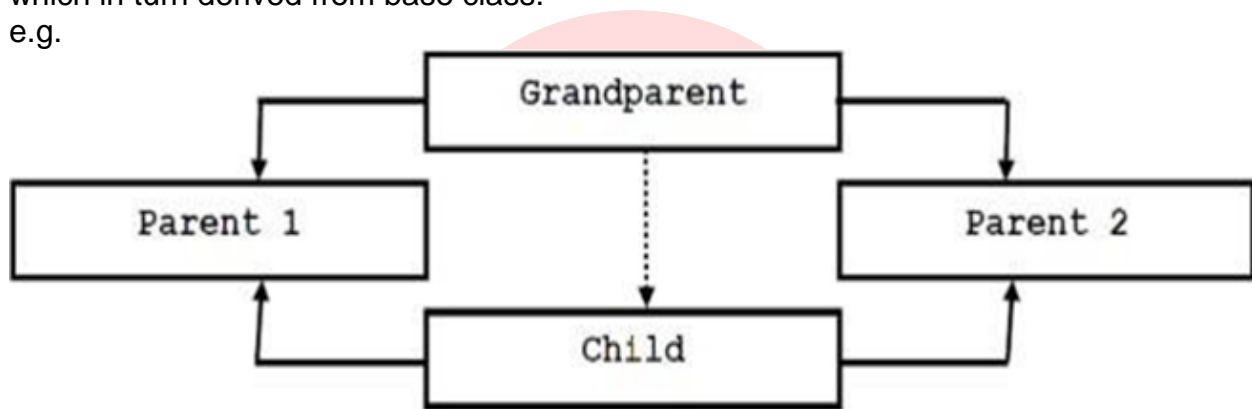 which in turn derived from base class.
e.g.
Grandparent
Parent 1
Parent 2
Child